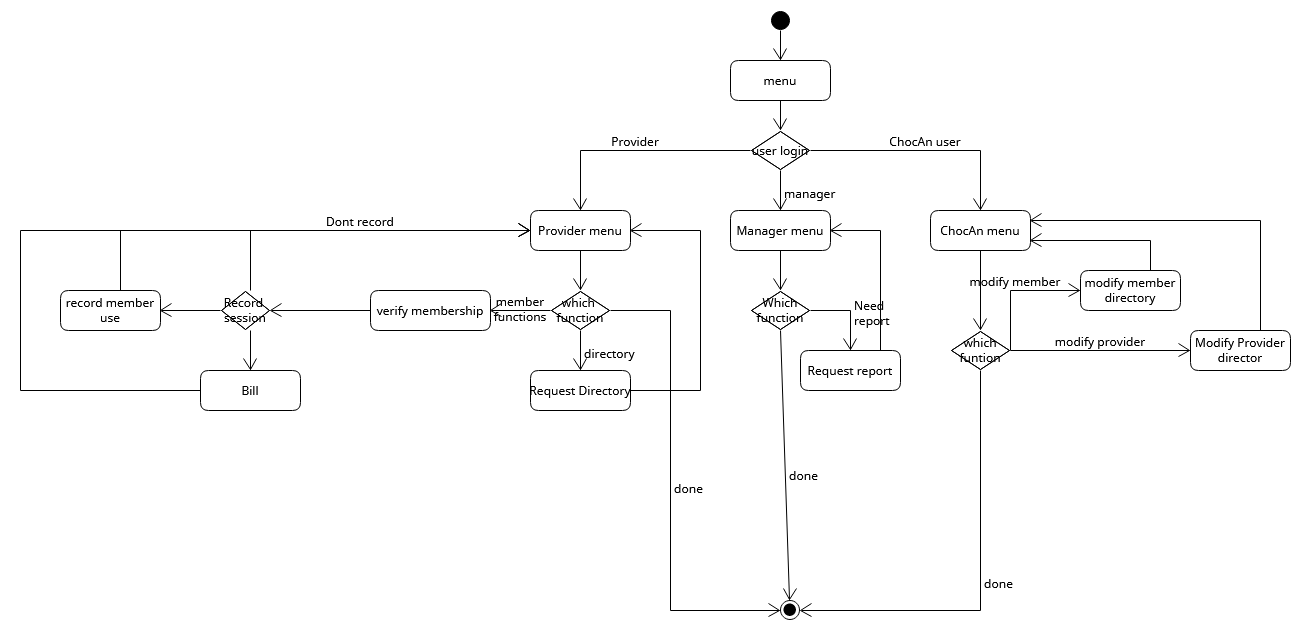 menu
user login
Provider
ChocAn user
manager
Dont record
Provider menu
Manager menu
ChocAn menu
record member
use
Record
session
verify membership
member
functions
which
function
Which
function
Need
report
modify member
modify member
directory
which
funtion
modify provider
Modify Provider
director
directory
Bill
Request Directory
Request report
done
done
done